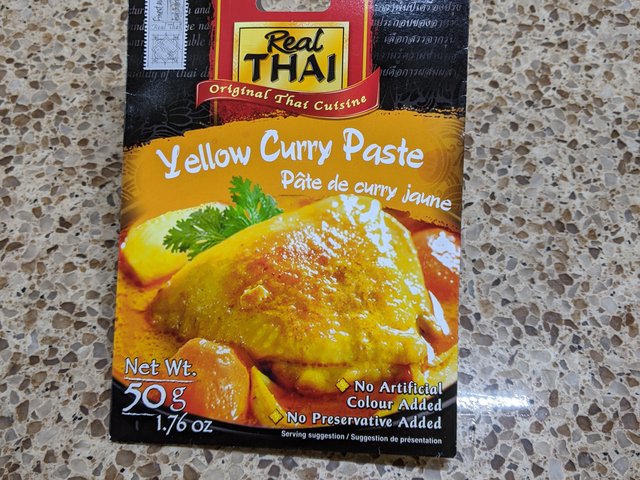 Real
THAI
Original Thai Cuisine
Yellow Curry Paste
Pâte de curry jaune
Net Wt.
50 g
1.76 oz
No Artificial
Colour Added
No Preservative Added
Serving suggestion / Suggestion de présentation